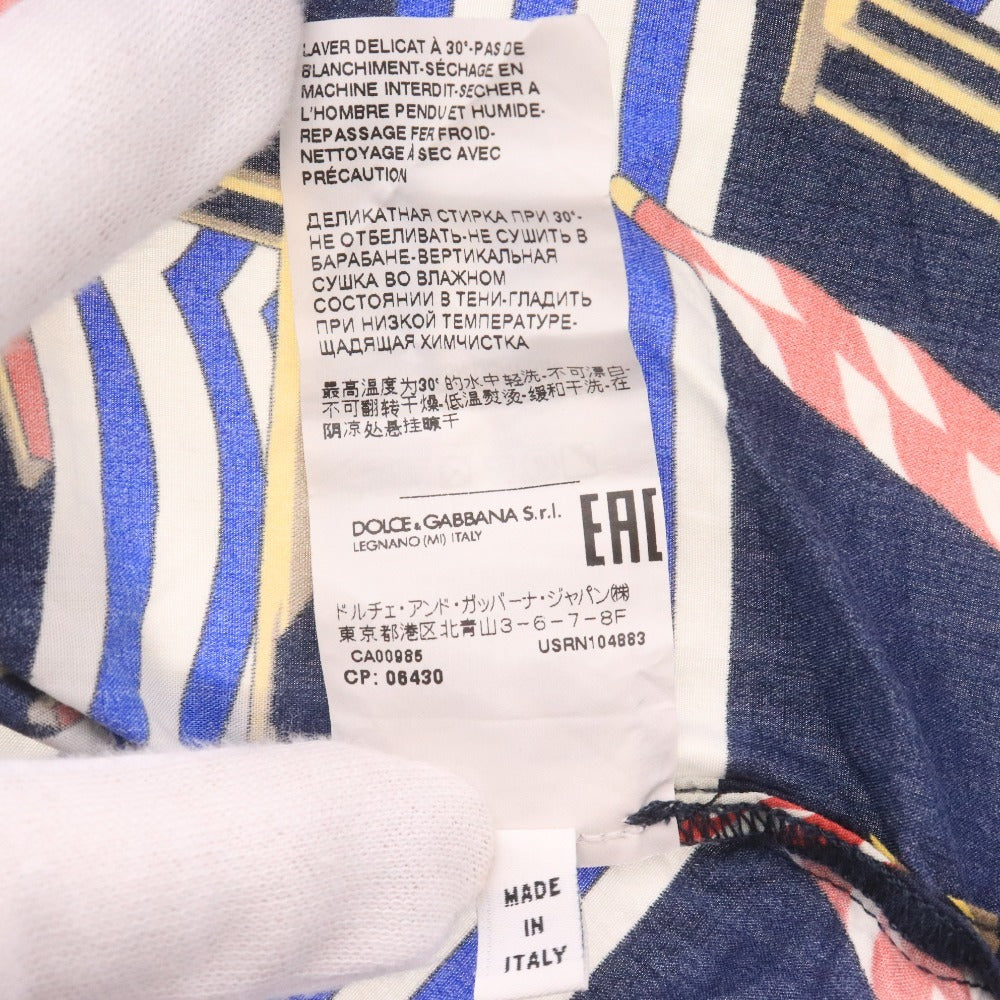 LAVER DELICAT À 30°-PAS DE
BLANCHIMENT-SÉCHAGE EN
MACHINE INTERDIT-SECHER A
L'HOMBRE PENDU ET HUMIDE-
REPASSAGE FER FROID-
NETTOYAGE A SEC AVEC
PRÉCAUTION
ДЕЛИКАТНАЯ СТИРКА ПРИ 30°-
НЕ ОТБЕЛИВАТЬ-НЕ СУШИТЬ В
БАРАБАНЕ-ВЕРТИКАЛЬНАЯ
СУШКА ВО ВЛАЖНОМ
СОСТОЯНИИ В ТЕНИ-ГЛАДИТЬ
ПРИ НИЗКОЙ ТЕМПЕРАТУРЕ-
ЩАДЯЩАЯ ХИМЧИСТКА
最高温度为30°的水中轻洗-不可漂白-
不可翻转干燥-低温熨烫-缓和干洗-在
阴凉处悬挂晾干
DOLCE & GABBANA S.r.l.
LEGNANO (MI) ITALY
EAC
ドルチェ・アンド・ガッバーナ・ジャパン㈱
東京都港区北青山3-6-7-8F
CA00985 USRN104883
CP: 06430
MADE
IN
ITALY